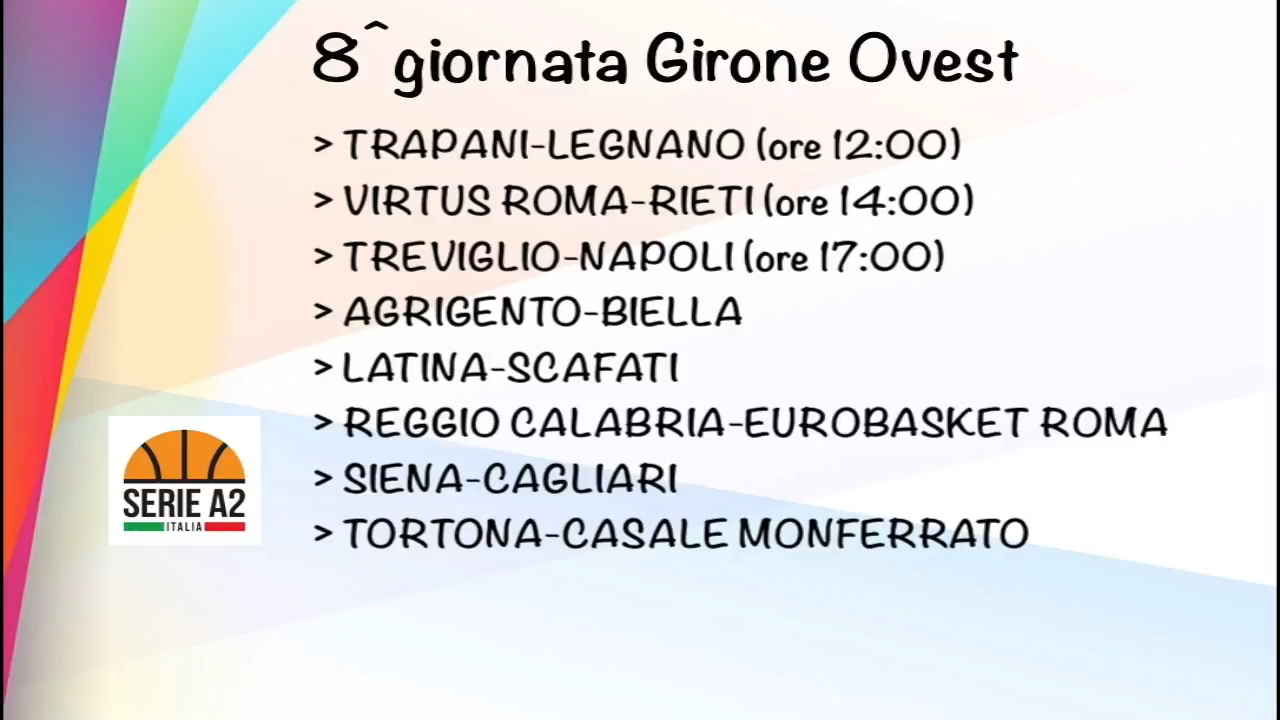 8^ giornata Girone Ovest
> TRAPANI-LEGNANO (ore 12:00)
> VIRTUS ROMA-RIETI (ore 14:00)
> TREVIGLIO-NAPOLI (ore 17:00)
> AGRIGENTO-BIELLA
> LATINA-SCAFATI
> REGGIO CALABRIA-EUROBASKET ROMA
> SIENA-CAGLIARI
> TORTONA-CASALE MONFERRATO
SERIE A2
ITALIA